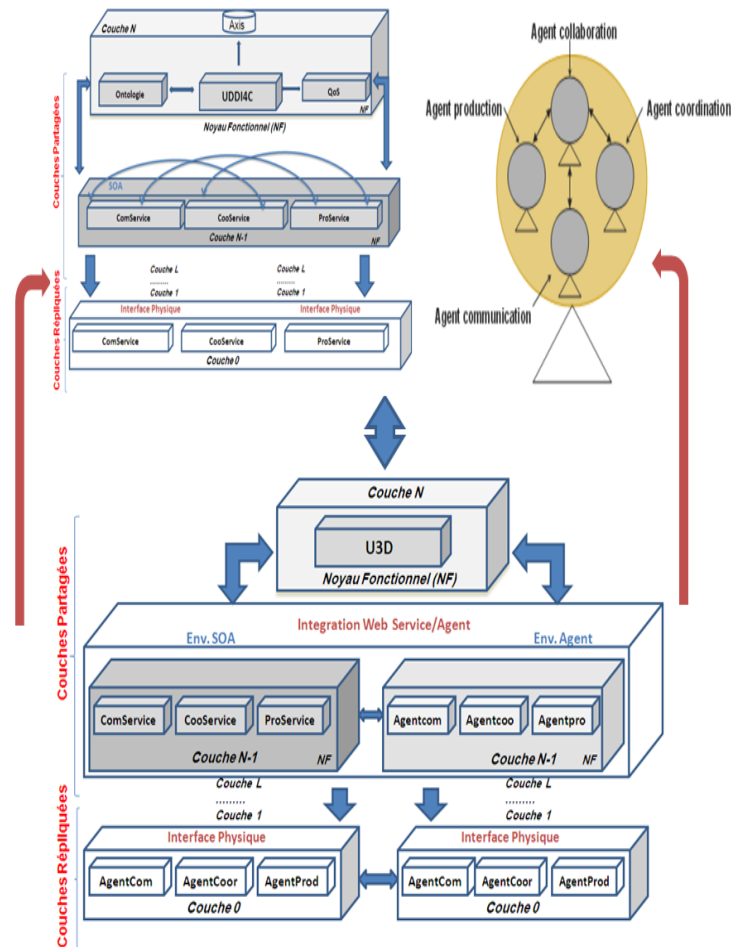 Couche N
Axis
Ontologie
UDDI4C
QoS
NF
Noyau Fonctionnel (NF)
Couches Partagées
SOA
ComService
CooService
ProService
Couche N-1
NF
Couche L
........
Couche 1
Couche L
........
Couche 1
Couches Répliquées
Interface Physique
Interface Physique
ComService
CooService
ProService
Couche 0
Agent collaboration
Agent production
Agent coordination
Agent communication
Couche N
U3D
Noyau Fonctionnel (NF)
Couches Partagées
Integration Web Service/Agent
Env. SOA
Env. Agent
ComService
CooService
ProService
Couche N-1
NF
Agentcom
Agentcoo
Agentpro
Couche N-1
NF
Couche L
.........
Couche 1
Couche L
.........
Couche 1
Couches Répliquées
Interface Physique
AgentCom
AgentCoor
AgentProd
Couche 0
Interface Physique
AgentCom
AgentCoor
AgentProd
Couche 0